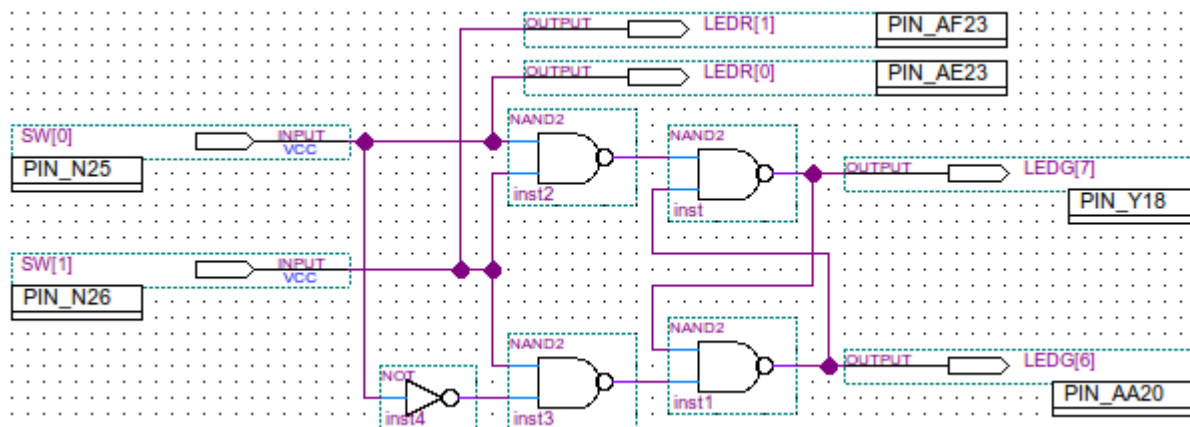 OUTPUT LEDR[1] PIN_AF23
OUTPUT LEDR[0] PIN_AE23
NAND2
SW[0] INPUT
VCC
PIN_N25
inst2
NAND2
inst
OUTPUT LEDG[7]
PIN_Y18
SW[1] INPUT
VCC
PIN_N26
NAND2
inst3
NAND2
inst1
OUTPUT LEDG[6]
PIN_AA20
NOT
inst4